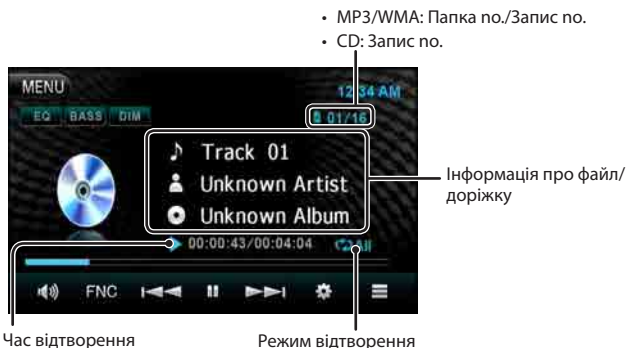 • MP3/WMA: Папка no./Запис no.
• CD: Запис no.
MENU
12:34 AM
EQ BASS DIM
01/16
Track 01
Unknown Artist
Unknown Album
Інформація про файл/
доріжку
00:00:43/00:04:04 All
FNC
Час відтворення
Режим відтворення